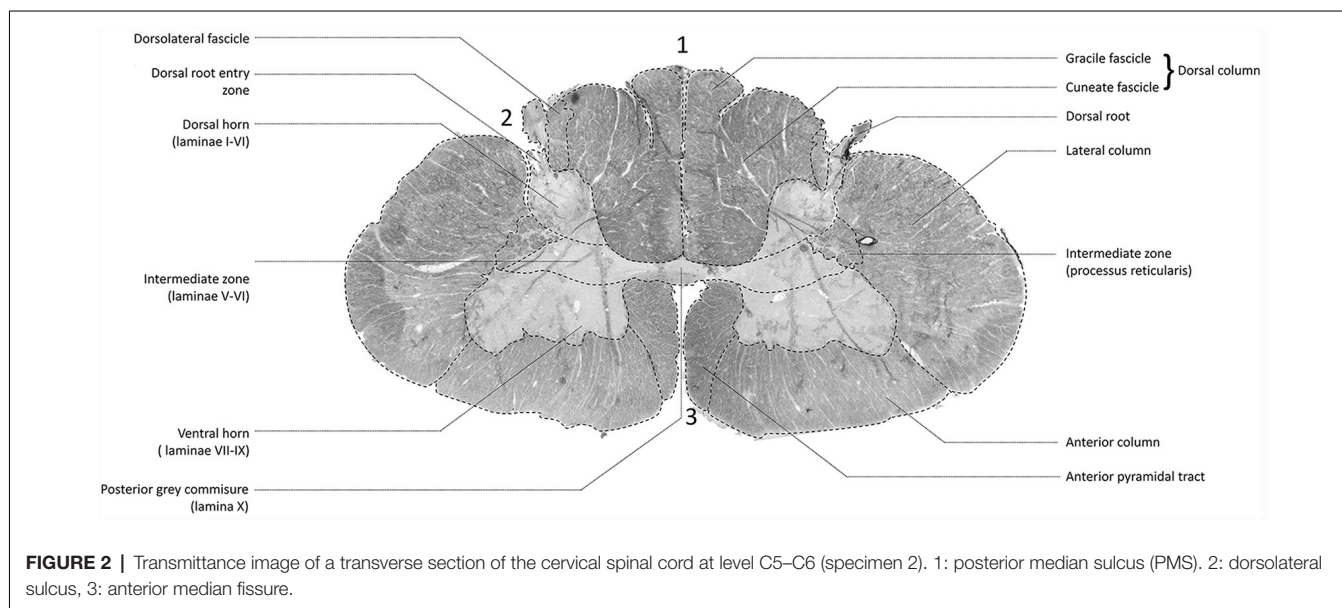 Dorsolateral fascicle
Dorsal root entry
zone
Dorsal horn
(laminae I-VI)
Intermediate zone
(laminae V-VI)
Ventral horn
( laminae VII-IX)
Posterior grey commisure
(lamina X)
1
2
3
Gracile fascicle
Cuneate fascicle
} Dorsal column
Dorsal root
Lateral column
Intermediate zone
(processus reticularis)
Anterior column
Anterior pyramidal tract
FIGURE 2 | Transmittance image of a transverse section of the cervical spinal cord at level C5–C6 (specimen 2). 1: posterior median sulcus (PMS). 2: dorsolateral
sulcus, 3: anterior median fissure.